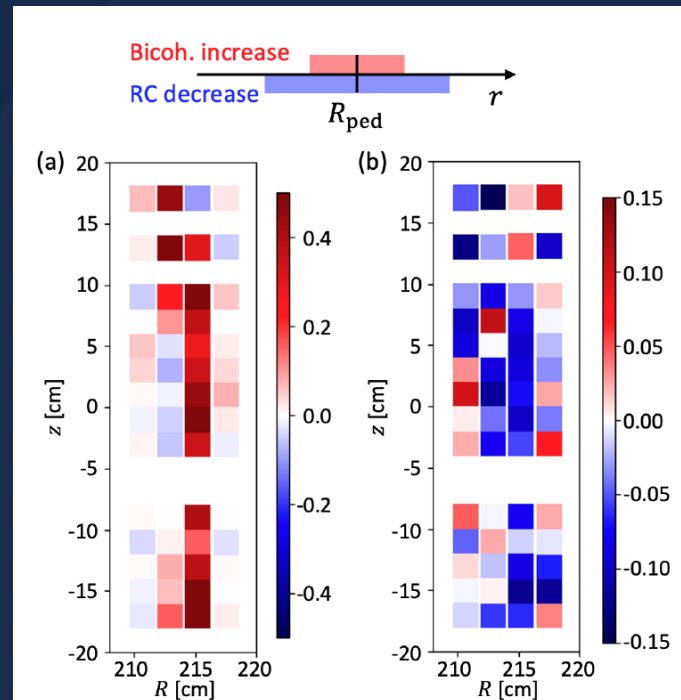 Bicoh. increase
RC decrease
r
R_ped
(a)
20
15
10
5
0
-5
-10
-15
-20
z [cm]
210 215 220
R [cm]
0.4
0.2
0.0
-0.2
-0.4
(b)
20
15
10
5
0
-5
-10
-15
-20
z [cm]
210 215 220
R [cm]
0.15
0.10
0.05
0.00
-0.05
-0.10
-0.15